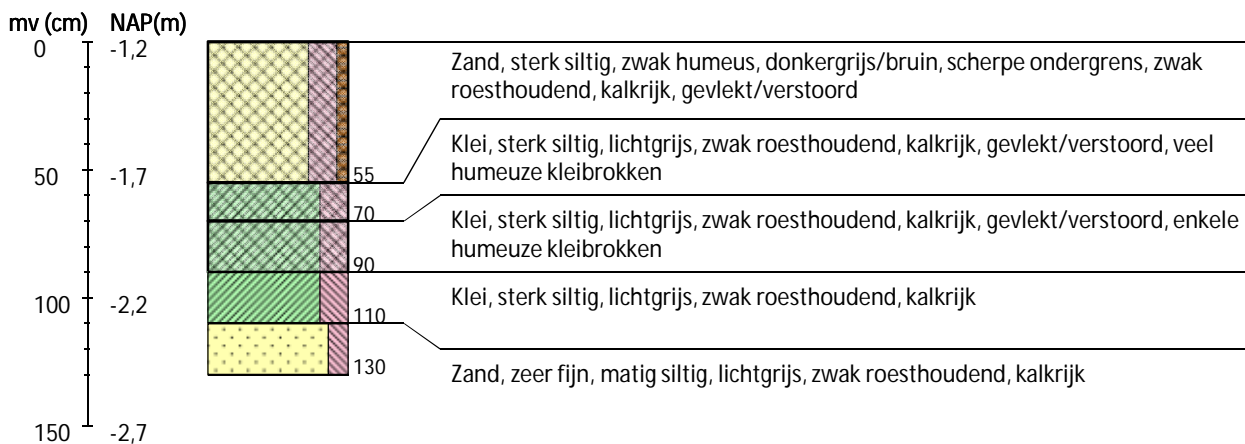 mv (cm) NAP(m)
0 -1,2
Zand, sterk siltig, zwak humeus, donkergrijs/bruin, scherpe ondergrens, zwak
roesthoudend, kalkrijk, gevlekt/verstoord
Klei, sterk siltig, lichtgrijs, zwak roesthoudend, kalkrijk, gevlekt/verstoord, veel
humeuze kleibrokken
50 -1,7 55
70
Klei, sterk siltig, lichtgrijs, zwak roesthoudend, kalkrijk, gevlekt/verstoord, enkele
humeuze kleibrokken
90
100 -2,2
Klei, sterk siltig, lichtgrijs, zwak roesthoudend, kalkrijk
110
130
Zand, zeer fijn, matig siltig, lichtgrijs, zwak roesthoudend, kalkrijk
150 -2,7